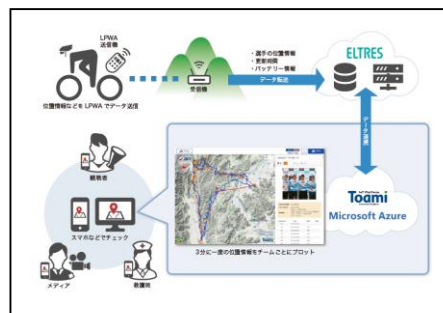 LPWA
送信機
位置情報などをLPWAでデータ送信
受信機
・選手の位置情報
・更新時間
・バッテリー情報
データ転送
ELTRES
データ連携
観戦者
スマホなどでチェック
メディア
救護班
3分に一度の位置情報をチームごとにプロット
IoT Platform
Toami
Microsoft Azure